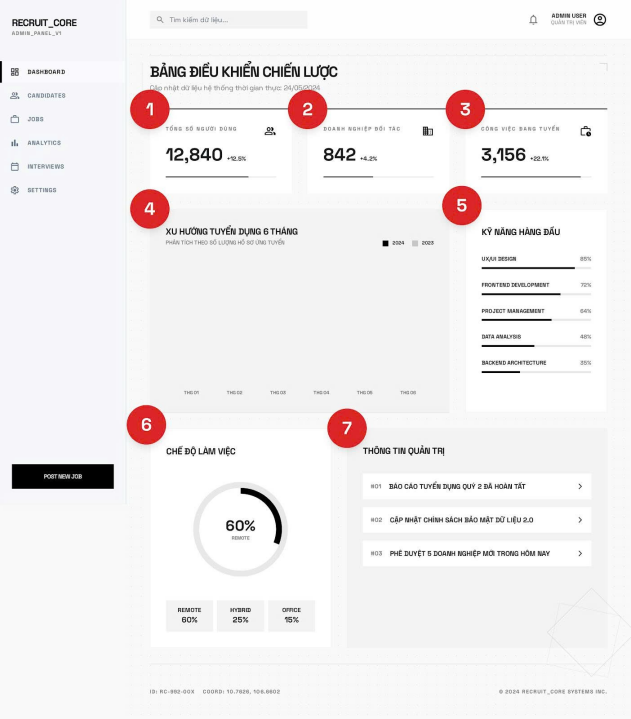 RECRUIT_CORE
ADMIN_PANEL_V1
DASHBOARD
CANDIDATES
JOBS
ANALYTICS
INTERVIEWS
SETTINGS
POST NEW JOB
Tìm kiếm dữ liệu...
ADMIN USER
QUẢN TRỊ VIÊN
BẢNG ĐIỀU KHIỂN CHIẾN LƯỢC
Cập nhật dữ liệu hệ thống thời gian thực: 24/05/2024
1
TỔNG SỐ NGƯỜI DÙNG
12,840 +12.5%
2
DOANH NGHIỆP ĐỐI TÁC
842 +4.2%
3
CÔNG VIỆC ĐANG TUYỂN
3,156 +22.1%
4
XU HƯỚNG TUYỂN DỤNG 6 THÁNG
PHÂN TÍCH THEO SỐ LƯỢNG HỒ SƠ ỨNG TUYỂN
2024 2023
THG.01 THG.02 THG.03 THG.04 THG.05 THG.06
5
KỸ NĂNG HÀNG ĐẦU
UX/UI DESIGN 85%
FRONTEND DEVELOPMENT 72%
PROJECT MANAGEMENT 64%
DATA ANALYSIS 48%
BACKEND ARCHITECTURE 35%
6
CHẾ ĐỘ LÀM VIỆC
60%
REMOTE
REMOTE 60%
HYBRID 25%
OFFICE 15%
7
THÔNG TIN QUẢN TRỊ
#01 BÁO CÁO TUYỂN DỤNG QUÝ 2 ĐÃ HOÀN TẤT
#02 CẬP NHẬT CHÍNH SÁCH BẢO MẬT DỮ LIỆU 2.0
#03 PHÊ DUYỆT 5 DOANH NGHIỆP MỚI TRONG HÔM NAY
ID: RC-992-00X COORD: 10.7626, 106.6602
© 2024 RECRUIT_CORE SYSTEMS INC.